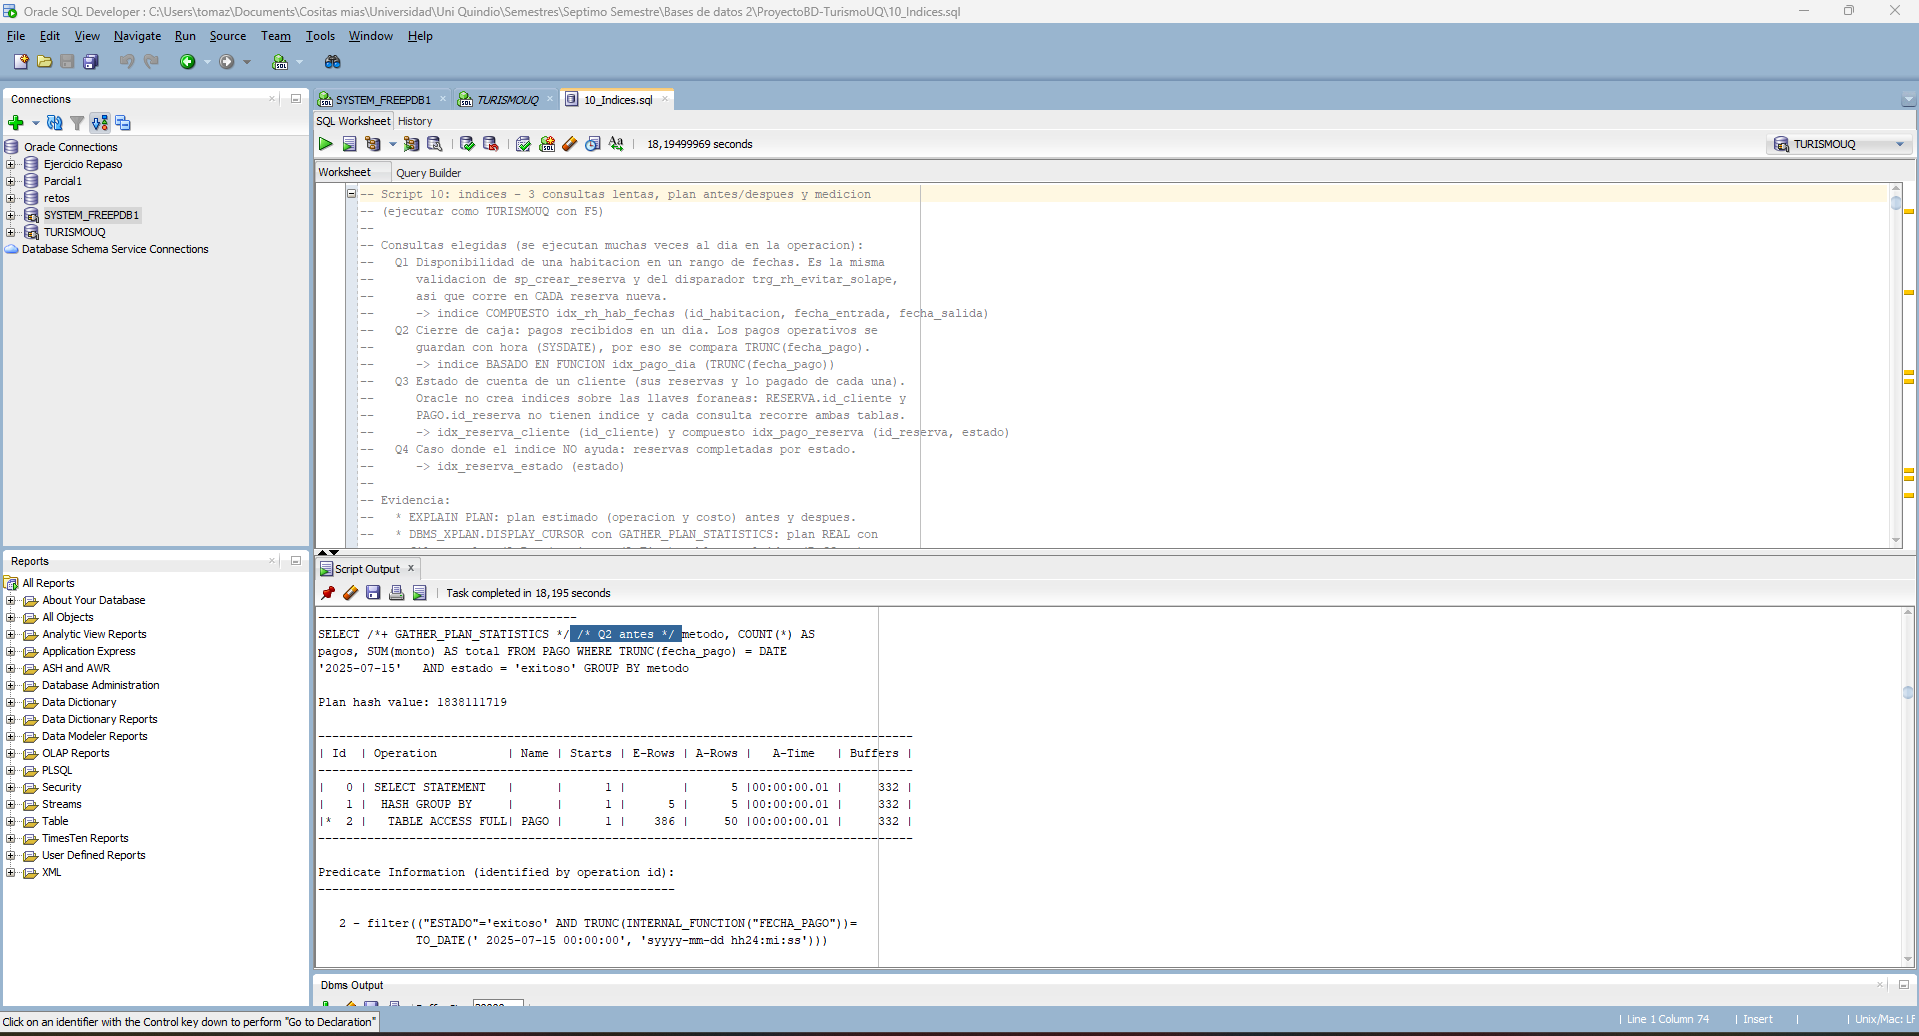 Oracle SQL Developer : C:\Users\tomaz\Documents\Cositas mias\Universidad\Uni Quindio\Semestres\Septimo Semestre\Bases de datos 2\ProyectoBD-TurismoUQ\10_Indices.sql
File Edit View Navigate Run Source Team Tools Window Help
Connections
Oracle Connections
Ejercicio Repaso
Parcial1
retos
SYSTEM_FREEPDB1
TURISMOUQ
Database Schema Service Connections
Reports
All Reports
About Your Database
All Objects
Analytic View Reports
Application Express
ASH and AWR
Database Administration
Data Dictionary
Data Dictionary Reports
Data Modeler Reports
OLAP Reports
PLSQL
Security
Streams
Table
TimesTen Reports
User Defined Reports
XML
SYSTEM_FREEPDB1 TURISMOUQ 10_Indices.sql
SQL Worksheet History
18,19499969 seconds
TURISMOUQ
Worksheet Query Builder
-- Script 10: indices - 3 consultas lentas, plan antes/despues y medicion
-- (ejecutar como TURISMOUQ con F5)
--
-- Consultas elegidas (se ejecutan muchas veces al dia en la operacion):
--   Q1 Disponibilidad de una habitacion en un rango de fechas. Es la misma
--      validacion de sp_crear_reserva y del disparador trg_rh_evitar_solape,
--      asi que corre en CADA reserva nueva.
--      -> indice COMPUESTO idx_rh_hab_fechas (id_habitacion, fecha_entrada, fecha_salida)
--   Q2 Cierre de caja: pagos recibidos en un dia. Los pagos operativos se
--      guardan con hora (SYSDATE), por eso se compara TRUNC(fecha_pago).
--      -> indice BASADO EN FUNCION idx_pago_dia (TRUNC(fecha_pago))
--   Q3 Estado de cuenta de un cliente (sus reservas y lo pagado de cada una).
--      Oracle no crea indices sobre las llaves foraneas: RESERVA.id_cliente y
--      PAGO.id_reserva no tienen indice y cada consulta recorre ambas tablas.
--      -> idx_reserva_cliente (id_cliente) y compuesto idx_pago_reserva (id_reserva, estado)
--   Q4 Caso donde el indice NO ayuda: reservas completadas por estado.
--      -> idx_reserva_estado (estado)
--
-- Evidencia:
--   * EXPLAIN PLAN: plan estimado (operacion y costo) antes y despues.
--   * DBMS_XPLAN.DISPLAY_CURSOR con GATHER_PLAN_STATISTICS: plan REAL con
Script Output
Task completed in 18,195 seconds
-------------------------------------
SELECT /*+ GATHER_PLAN_STATISTICS */ /* Q2 antes */ metodo, COUNT(*) AS
pagos, SUM(monto) AS total FROM PAGO WHERE TRUNC(fecha_pago) = DATE
'2025-07-15'   AND estado = 'exitoso' GROUP BY metodo
Plan hash value: 1838111719
-------------------------------------------------------------------------------------
| Id  | Operation          | Name | Starts | E-Rows | A-Rows |   A-Time   | Buffers |
-------------------------------------------------------------------------------------
|   0 | SELECT STATEMENT   |      |      1 |        |      5 |00:00:00.01 |     332 |
|   1 |  HASH GROUP BY     |      |      1 |      5 |      5 |00:00:00.01 |     332 |
|*  2 |   TABLE ACCESS FULL| PAGO |      1 |    386 |     50 |00:00:00.01 |     332 |
-------------------------------------------------------------------------------------
Predicate Information (identified by operation id):
---------------------------------------------------
2 - filter(("ESTADO"='exitoso' AND TRUNC(INTERNAL_FUNCTION("FECHA_PAGO"))=
TO_DATE(' 2025-07-15 00:00:00', 'syyyy-mm-dd hh24:mi:ss')))
Dbms Output
Click on an identifier with the Control key down to perform "Go to Declaration"
Line 1 Column 74 | Insert | Unix/Mac: LF